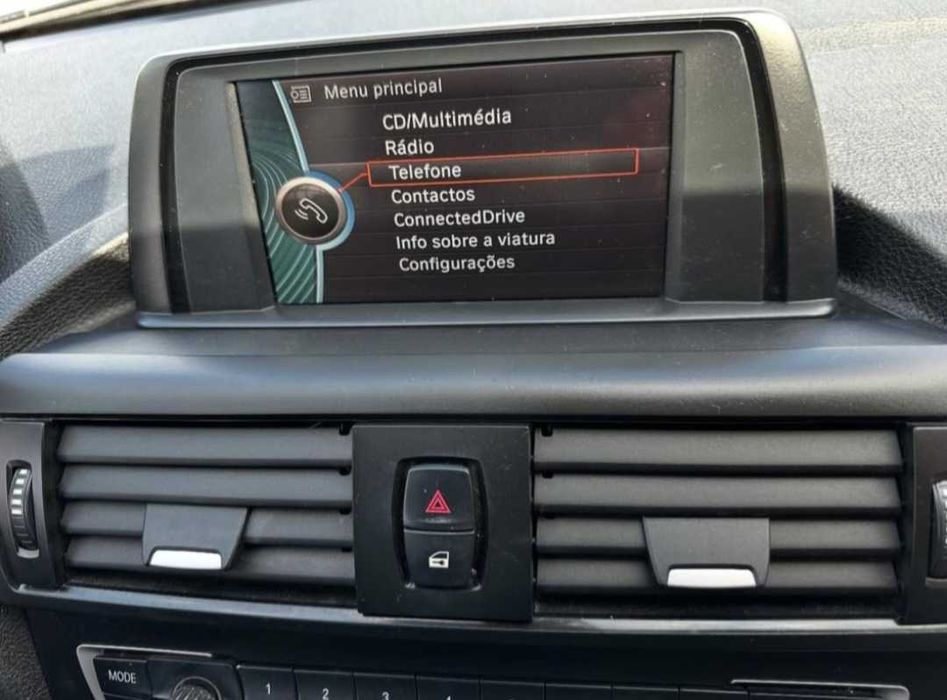 Menu principal
CD/Multimédia
Rádio
Telefone
Contactos
ConnectedDrive
Info sobre a viatura
Configurações
MODE
1 2 3